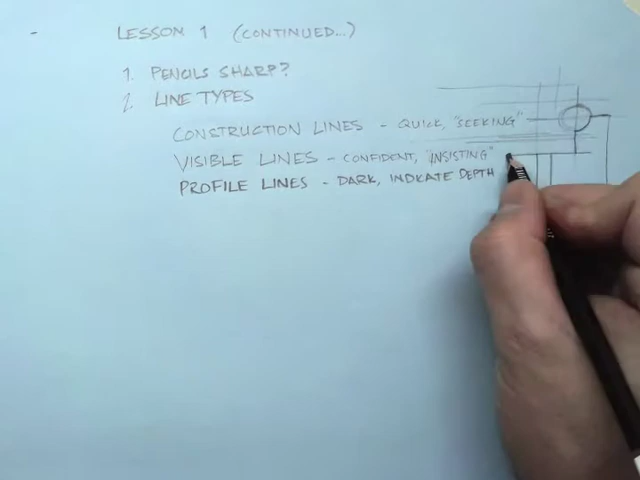 LESSON 1 (CONTINUED...)
1. PENCILS SHARP?
2. LINE TYPES
CONSTRUCTION LINES - QUICK, "SEEKING"
VISIBLE LINES - CONFIDENT, "INSISTING"
PROFILE LINES - DARK, INDICATE DEPTH